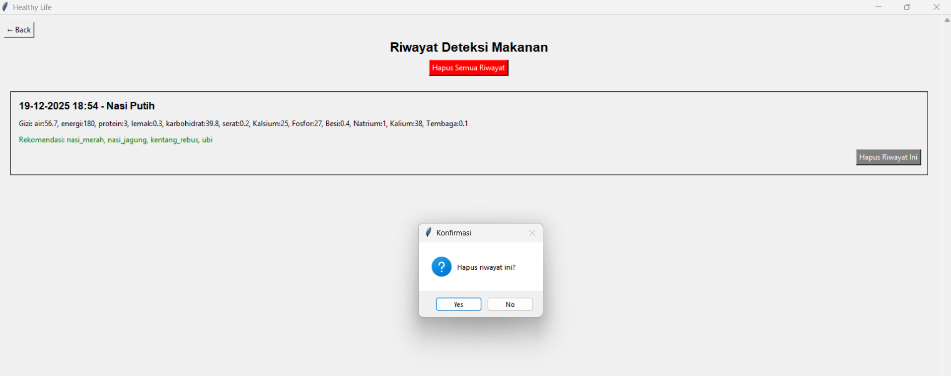 Healthy Life
← Back
Riwayat Deteksi Makanan
Hapus Semua Riwayat
19-12-2025 18:54 - Nasi Putih
Gizi: air:56.7, energi:180, protein:3, lemak:0.3, karbohidrat:39.8, serat:0.2, Kalsium:25, Fosfor:27, Besi:0.4, Natrium:1, Kalium:38, Tembaga:0.1
Rekomendasi: nasi_merah, nasi_jagung, kentang_rebus, ubi
Hapus Riwayat Ini
Konfirmasi
Hapus riwayat ini?
Yes
No